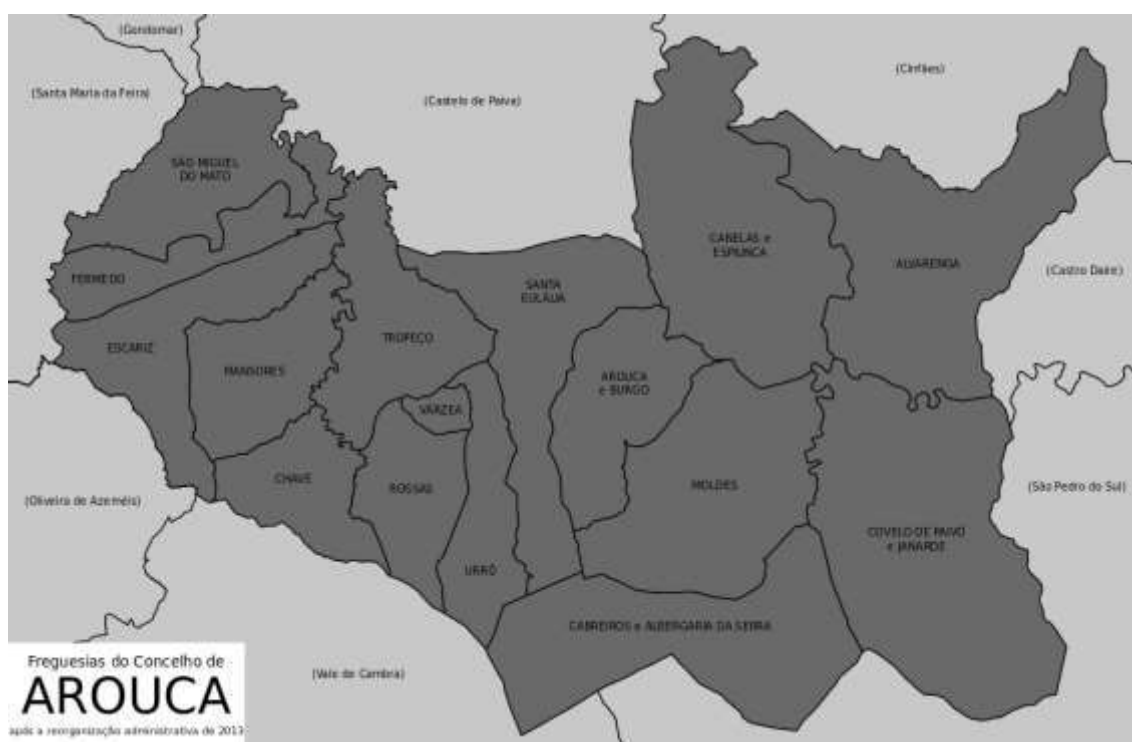 (Gondomar)
(Santa Maria da Feira)
(Castelo de Paiva)
(Cinfães)
SÃO MIGUEL
DO MATO
CANELAS e
ESPIUNCA
ALVARENGA
(Castro Daire)
FERMEDO
SANTA
EULÁLIA
ESCARIZ
TROPEÇO
MANSORES
AROUCA
e BURGO
VÁRZEA
CHAVE
ROSSAS
MOLDES
(São Pedro do Sul)
(Oliveira de Azeméis)
COVELO DE PAIVÓ
e JANARDE
URRÔ
CABREIROS e ALBERGARIA DA SERRA
(Vale de Cambra)
Freguesias do Concelho de
AROUCA
após a reorganização administrativa de 2013